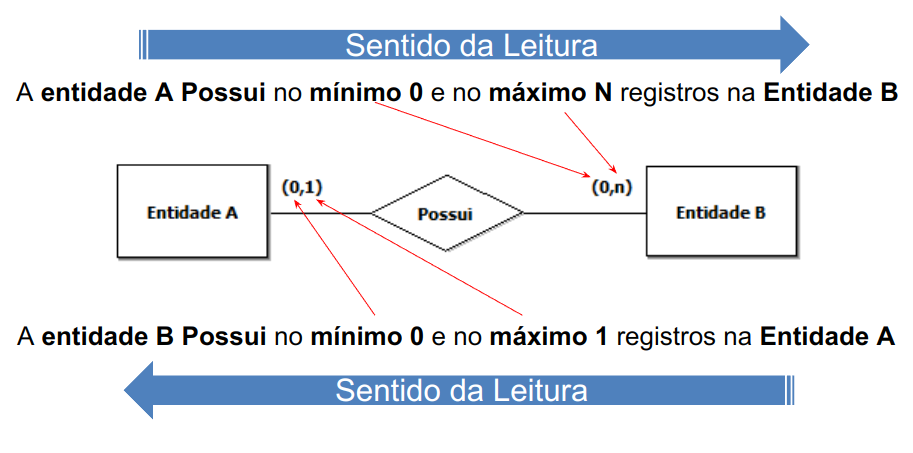 Sentido da Leitura
A entidade A Possui no mínimo 0 e no máximo N registros na Entidade B
(0,1)
(0,n)
Entidade A
Possui
Entidade B
A entidade B Possui no mínimo 0 e no máximo 1 registros na Entidade A
Sentido da Leitura